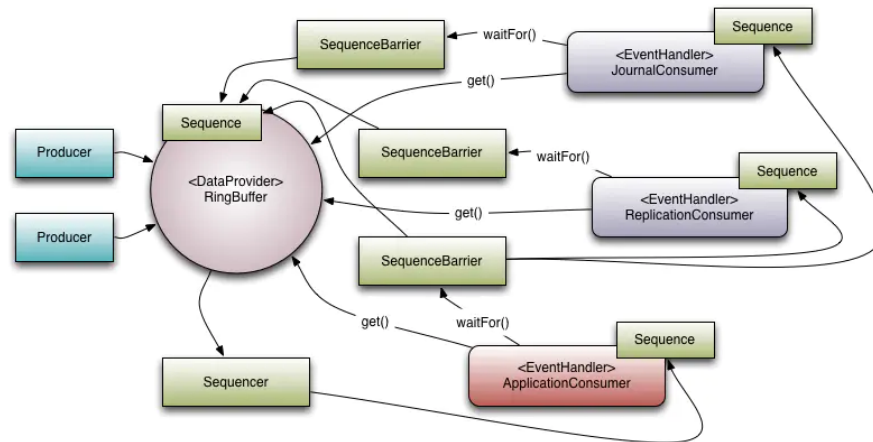 Sequence
waitFor()
SequenceBarrier
<EventHandler>
JournalConsumer
get()
Sequence
Producer
SequenceBarrier
waitFor()
Sequence
<DataProvider>
RingBuffer
<EventHandler>
ReplicationConsumer
get()
Producer
SequenceBarrier
get()
waitFor()
Sequence
<EventHandler>
ApplicationConsumer
Sequencer